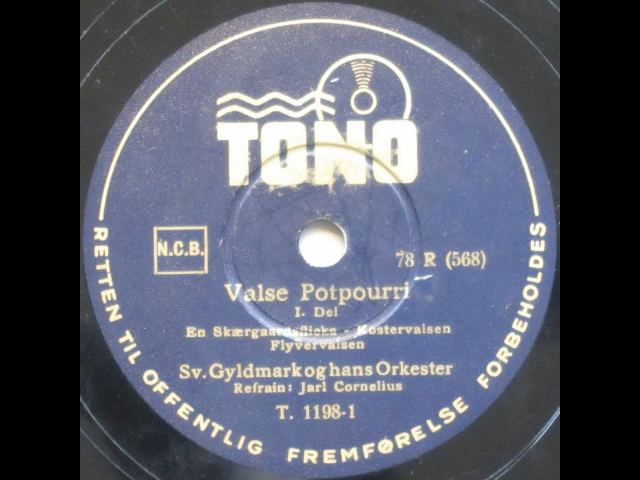 TONO
N.C.B.
78 R (568)
Valse Potpourri
I. Del
En Skærgaardsflicka - Kostervalsen
Flyvervalsen
Sv. Gyldmark og hans Orkester
Refrain: Jarl Cornelius
T. 1198-1
RETTEN TIL OFFENTLIG FREMFØRELSE FORBEHOLDES